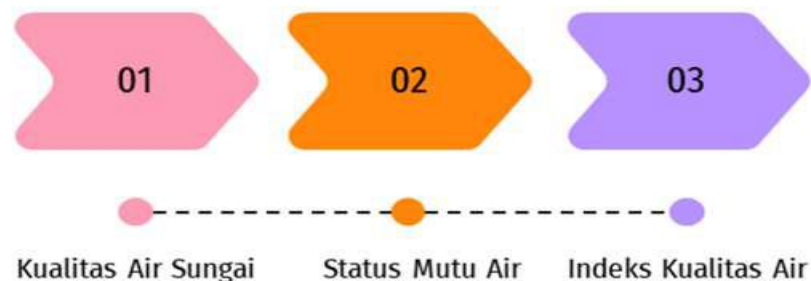 01
02
03
Kualitas Air Sungai
Status Mutu Air
Indeks Kualitas Air